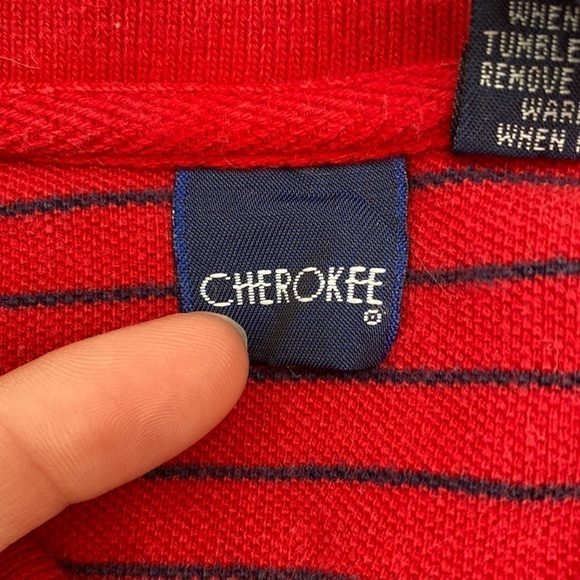 CHEROKEE
®
WHEN
TUMBLE
REMOVE
WHEN